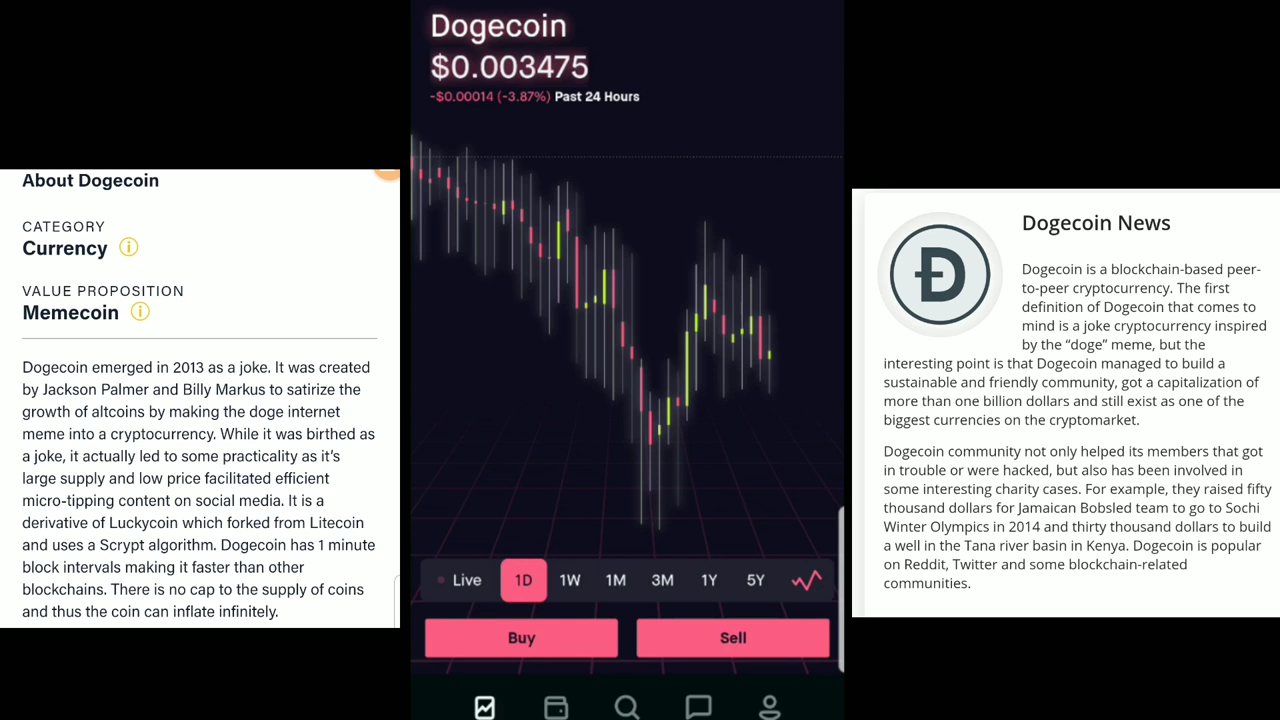 About Dogecoin
CATEGORY
Currency
VALUE PROPOSITION
Memecoin
Dogecoin emerged in 2013 as a joke. It was created
by Jackson Palmer and Billy Markus to satirize the
growth of altcoins by making the doge internet
meme into a cryptocurrency. While it was birthed as
a joke, it actually led to some practicality as it's
large supply and low price facilitated efficient
micro-tipping content on social media. It is a
derivative of Luckycoin which forked from Litecoin
and uses a Scrypt algorithm. Dogecoin has 1 minute
block intervals making it faster than other
blockchains. There is no cap to the supply of coins
and thus the coin can inflate infinitely.
Dogecoin
$0.003475
-$0.00014 (-3.87%) Past 24 Hours
Live 1D 1W 1M 3M 1Y 5Y
Buy Sell
Dogecoin News
Dogecoin is a blockchain-based peer-
to-peer cryptocurrency. The first
definition of Dogecoin that comes to
mind is a joke cryptocurrency inspired
by the “doge” meme, but the
interesting point is that Dogecoin managed to build a
sustainable and friendly community, got a capitalization of
more than one billion dollars and still exist as one of the
biggest currencies on the cryptomarket.
Dogecoin community not only helped its members that got
in trouble or were hacked, but also has been involved in
some interesting charity cases. For example, they raised fifty
thousand dollars for Jamaican Bobsled team to go to Sochi
Winter Olympics in 2014 and thirty thousand dollars to build
a well in the Tana river basin in Kenya. Dogecoin is popular
on Reddit, Twitter and some blockchain-related
communities.